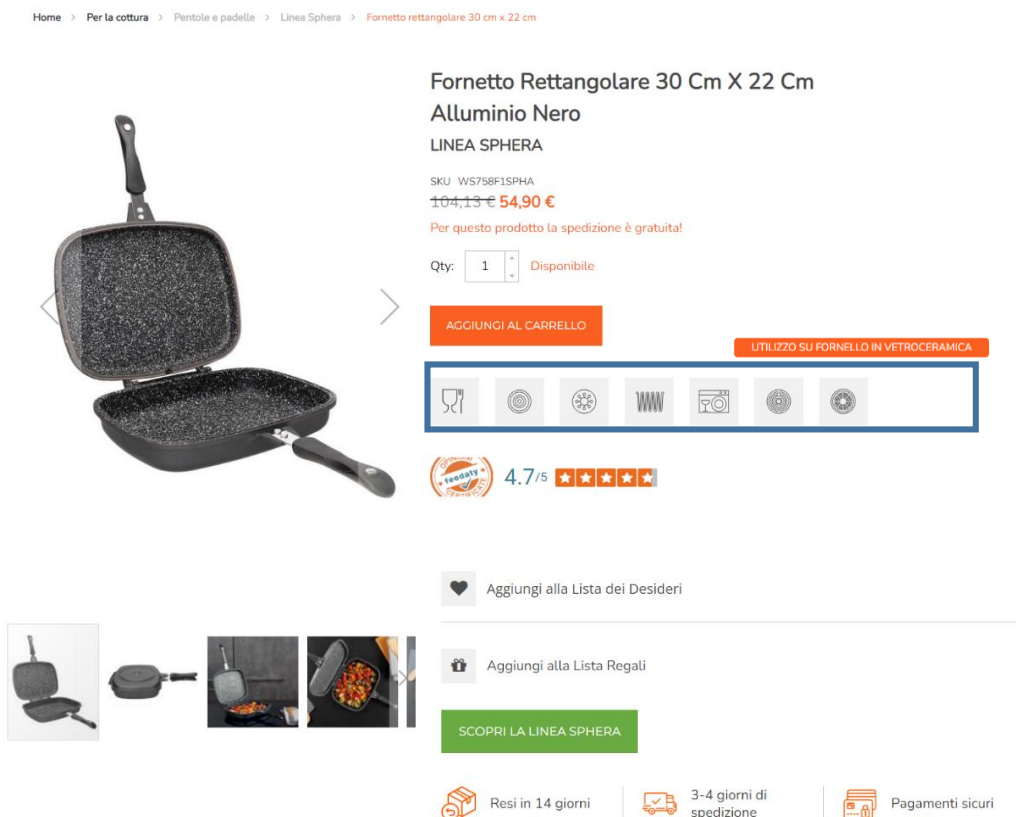 Home > Per la cottura > Pentole e padelle > Linea Sphera > Fornetto rettangolare 30 cm x 22 cm
Fornetto Rettangolare 30 Cm X 22 Cm
Alluminio Nero
LINEA SPHERA
SKU WS758F1SPHA
104,13 € 54,90 €
Per questo prodotto la spedizione è gratuita!
Qty: 1 Disponibile
AGGIUNGI AL CARRELLO
UTILIZZO SU FORNELLO IN VETROCERAMICA
OPINIONI
feedaty
CERTIFICATE
4.7/5
Aggiungi alla Lista dei Desideri
Aggiungi alla Lista Regali
SCOPRI LA LINEA SPHERA
Resi in 14 giorni
3-4 giorni di
spedizione
Pagamenti sicuri